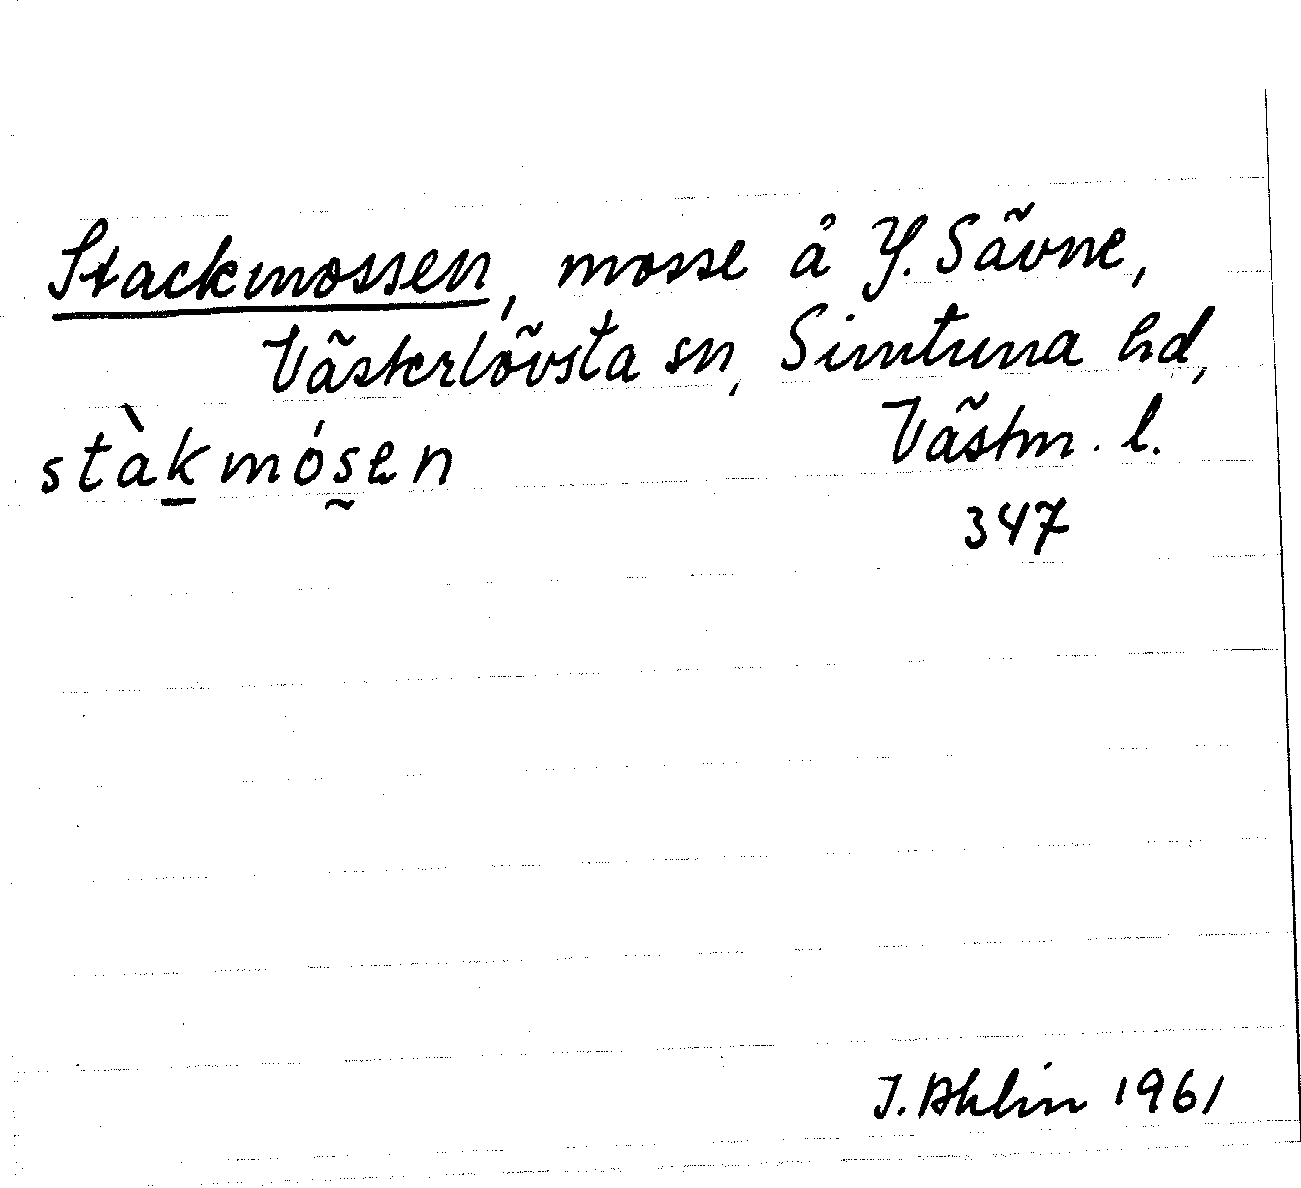 Stackmossen, mosse å Y. Sävne,
Västerlövsta sn, Simtuna hd,
stàkmósen Västm. l.
347
I. Ahlin 1961